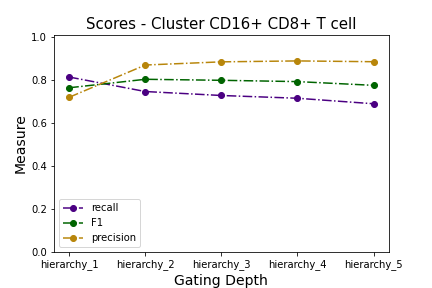 Scores - Cluster CD16+ CD8+ T cell
1.0
0.8
0.6
0.4
0.2
0.0
Measure
recall
F1
precision
hierarchy_1 hierarchy_2 hierarchy_3 hierarchy_4 hierarchy_5
Gating Depth